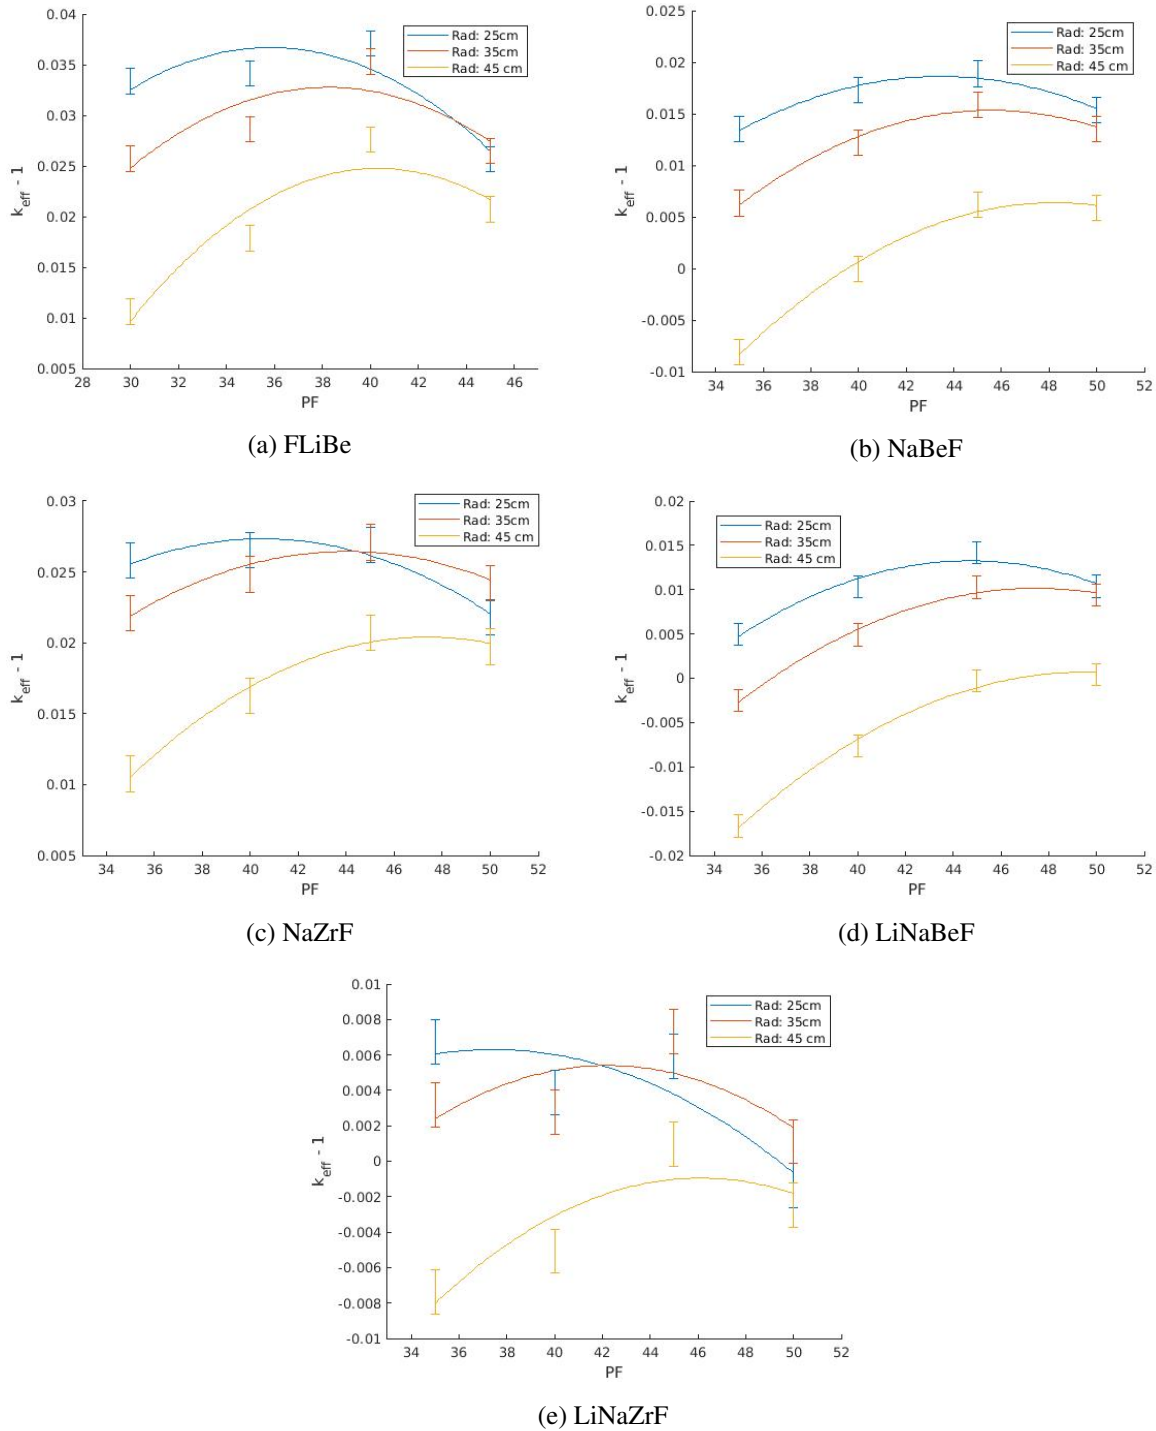 0.04
0.035
0.03
0.025
0.02
0.015
0.01
0.005
28 30 32 34 36 38 40 42 44 46
k_eff - 1
PF
Rad: 25cm
Rad: 35cm
Rad: 45 cm
(a) FLiBe
0.025
0.02
0.015
0.01
0.005
0
-0.005
-0.01
34 36 38 40 42 44 46 48 50 52
k_eff - 1
PF
Rad: 25cm
Rad: 35cm
Rad: 45 cm
(b) NaBeF
0.03
0.025
0.02
0.015
0.01
0.005
34 36 38 40 42 44 46 48 50 52
k_eff - 1
PF
Rad: 25cm
Rad: 35cm
Rad: 45 cm
(c) NaZrF
0.02
0.015
0.01
0.005
0
-0.005
-0.01
-0.015
-0.02
34 36 38 40 42 44 46 48 50 52
k_eff - 1
PF
Rad: 25cm
Rad: 35cm
Rad: 45 cm
(d) LiNaBeF
0.01
0.008
0.006
0.004
0.002
0
-0.002
-0.004
-0.006
-0.008
-0.01
34 36 38 40 42 44 46 48 50 52
k_eff - 1
PF
Rad: 25cm
Rad: 35cm
Rad: 45 cm
(e) LiNaZrF